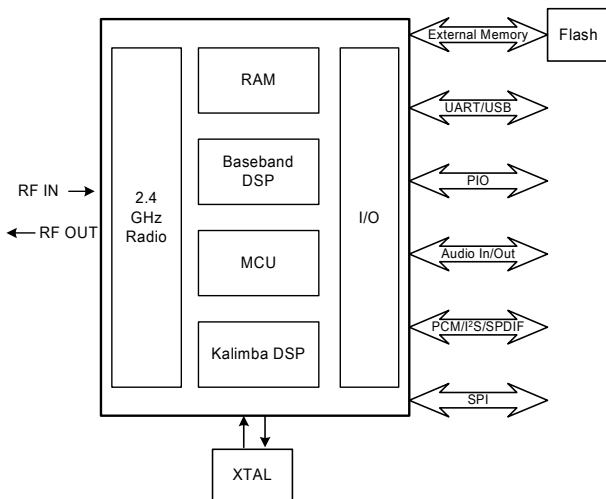 External Memory
Flash
RAM
UART/USB
Baseband
DSP
PIO
RF IN
2.4
GHz
Radio
I/O
RF OUT
MCU
Audio In/Out
PCM/I²S/SPDIF
Kalimba DSP
SPI
XTAL